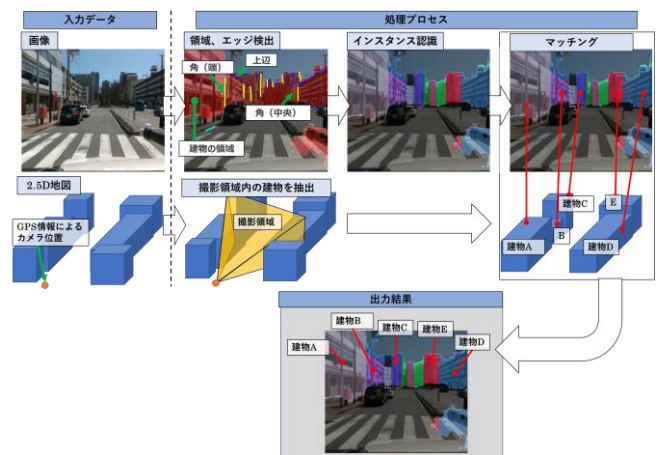 入力データ
処理プロセス
画像
領域、エッジ検出
インスタンス認識
マッチング
角（端）
上辺
角（中央）
建物の領域
2.5D地図
撮影領域内の建物を抽出
GPS情報による
カメラ位置
撮影領域
建物A
B
建物C
E
建物D
出力結果
建物A
建物B
建物C
建物E
建物D